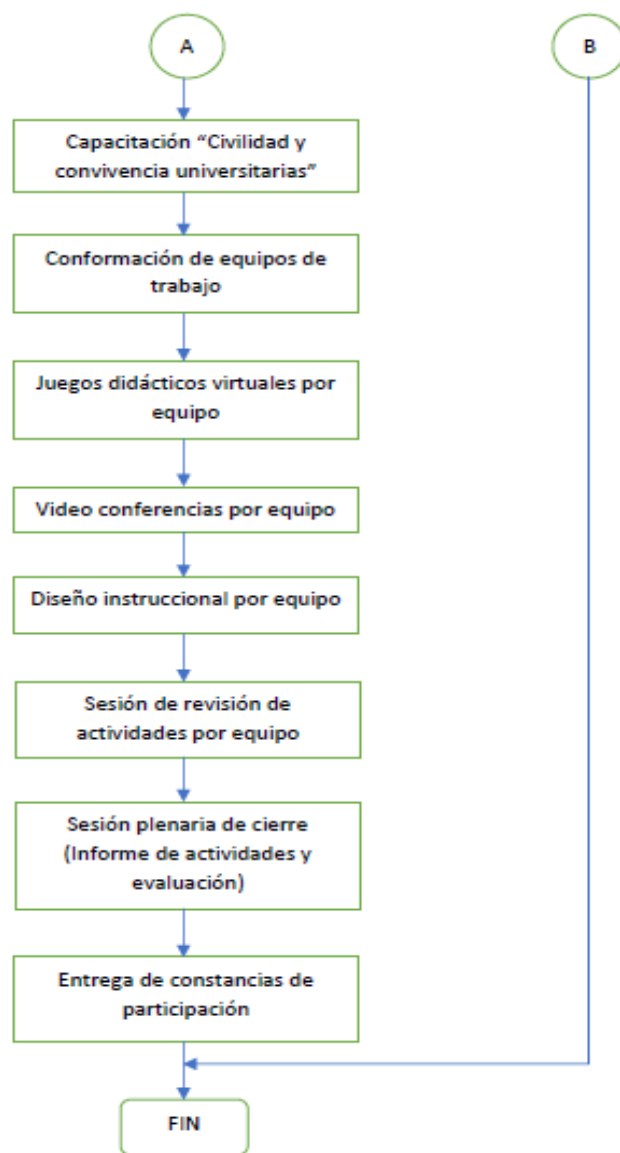 A
B
Capacitación “Civilidad y
convivencia universitarias”
Conformación de equipos de
trabajo
Juegos didácticos virtuales por
equipo
Video conferencias por equipo
Diseño instruccional por equipo
Sesión de revisión de
actividades por equipo
Sesión plenaria de cierre
(Informe de actividades y
evaluación)
Entrega de constancias de
participación
FIN